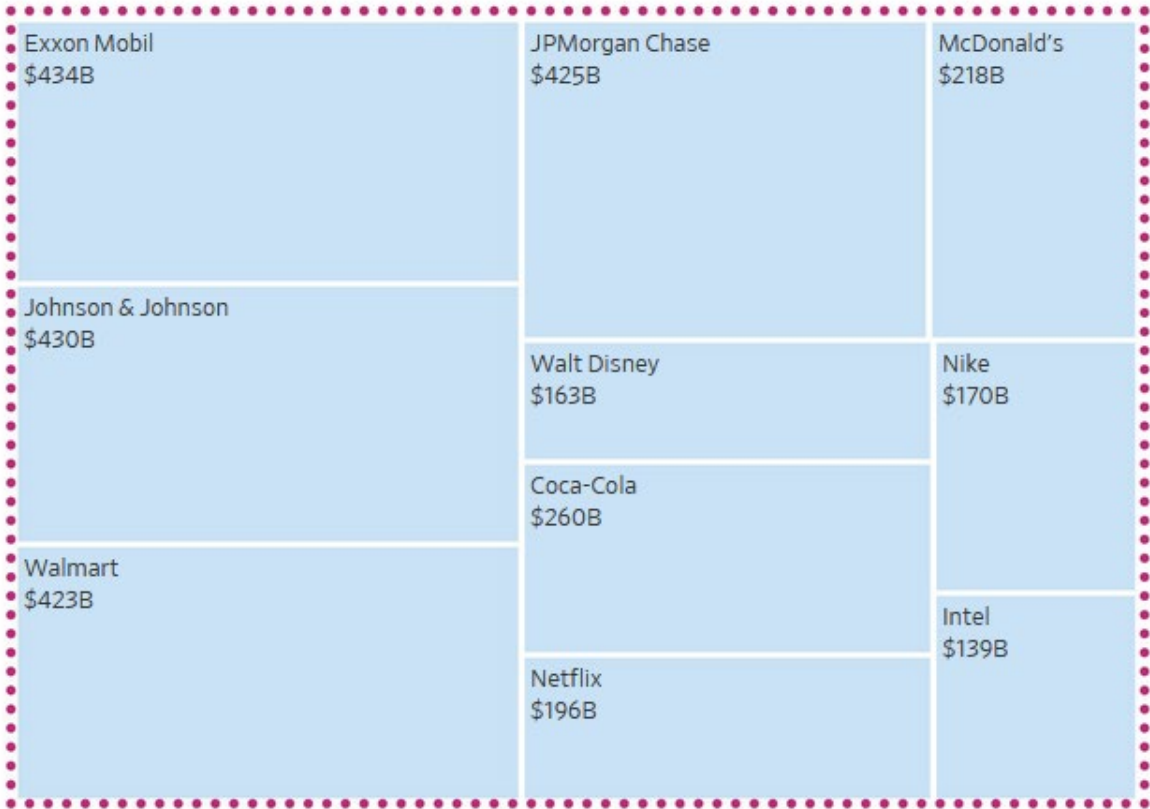 Exxon Mobil
$434B
JPMorgan Chase
$425B
McDonald's
$218B
Johnson & Johnson
$430B
Walt Disney
$163B
Nike
$170B
Coca-Cola
$260B
Walmart
$423B
Intel
$139B
Netflix
$196B